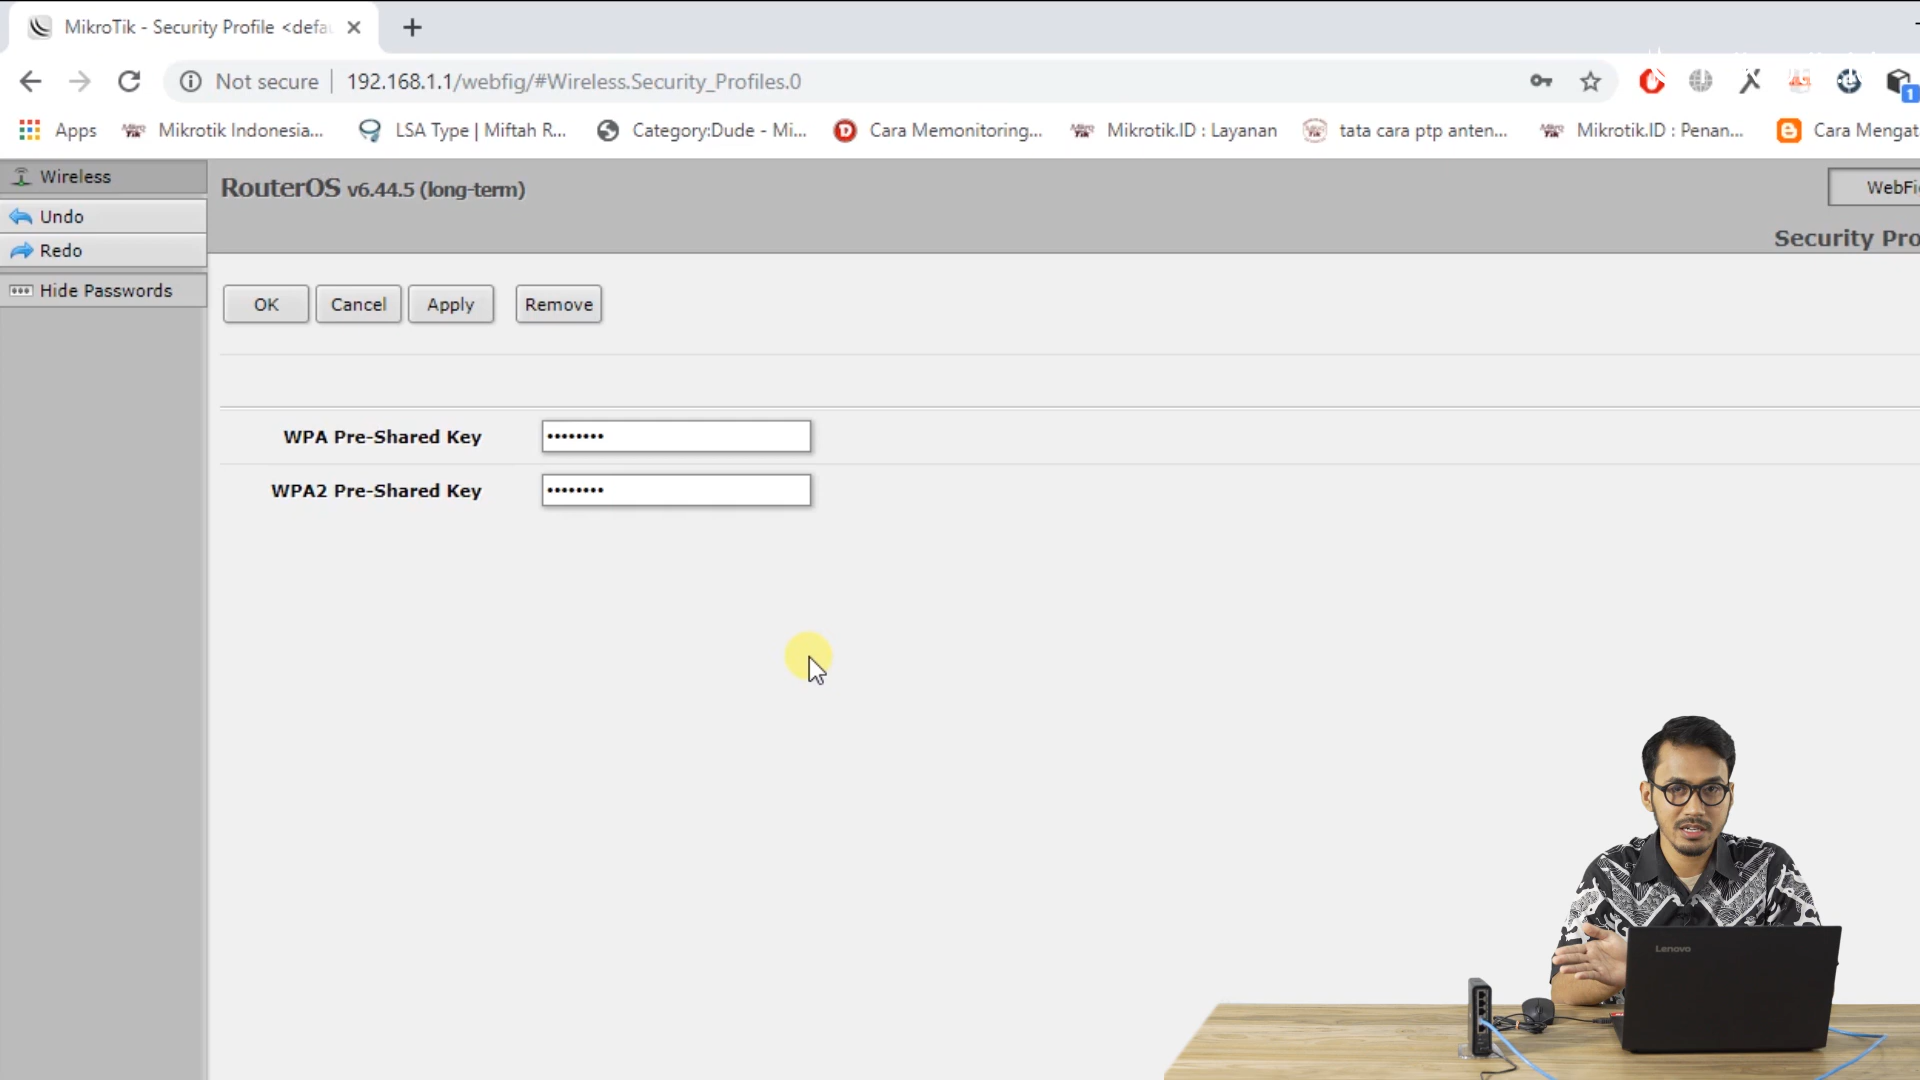 MikroTik - Security Profile <defau
Not secure
192.168.1.1/webfig/#Wireless.Security_Profiles.0
1
Apps
Mikrotik Indonesia...
LSA Type | Miftah R...
Category:Dude - Mi...
Cara Memonitoring...
Mikrotik.ID : Layanan
tata cara ptp anten...
Mikrotik.ID : Penan...
Cara Mengat
Wireless
Undo
Redo
Hide Passwords
RouterOS v6.44.5 (long-term)
WebFi
Security Pro
OK
Cancel
Apply
Remove
WPA Pre-Shared Key
••••••••
WPA2 Pre-Shared Key
••••••••
Lenovo